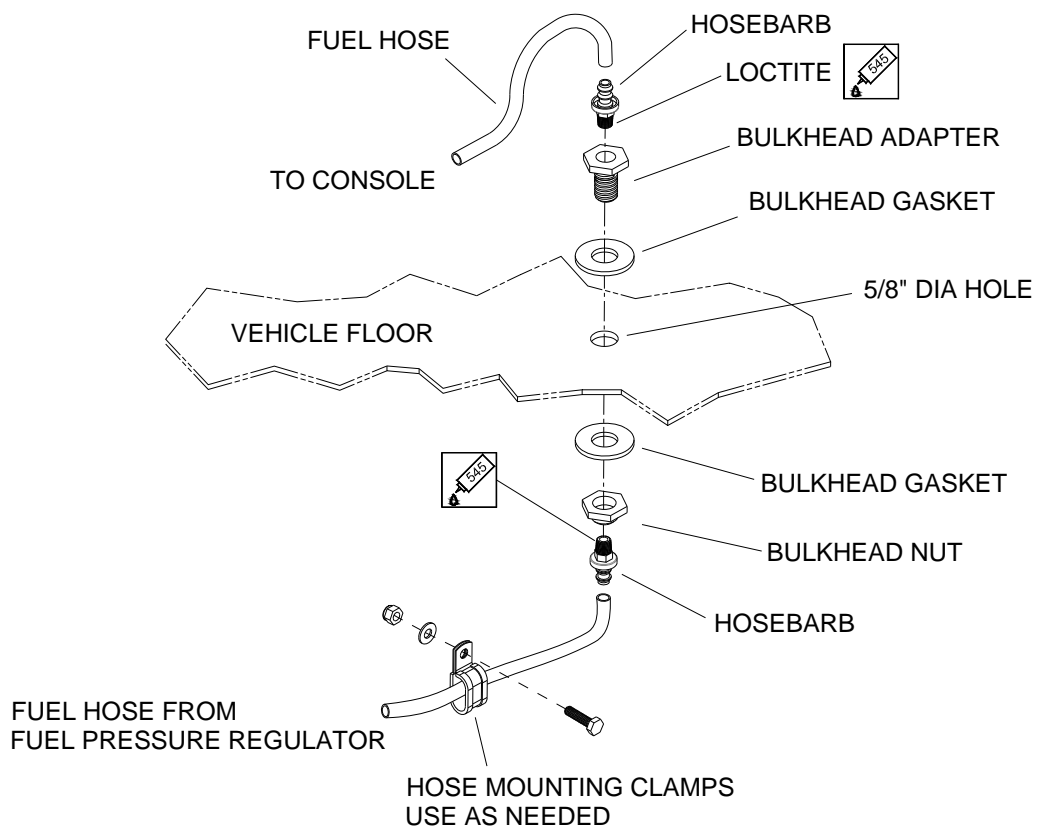 HOSEBARB
FUEL HOSE
LOCTITE
545
BULKHEAD ADAPTER
TO CONSOLE
BULKHEAD GASKET
5/8" DIA HOLE
VEHICLE FLOOR
545
BULKHEAD GASKET
BULKHEAD NUT
HOSEBARB
FUEL HOSE FROM
FUEL PRESSURE REGULATOR
HOSE MOUNTING CLAMPS
USE AS NEEDED